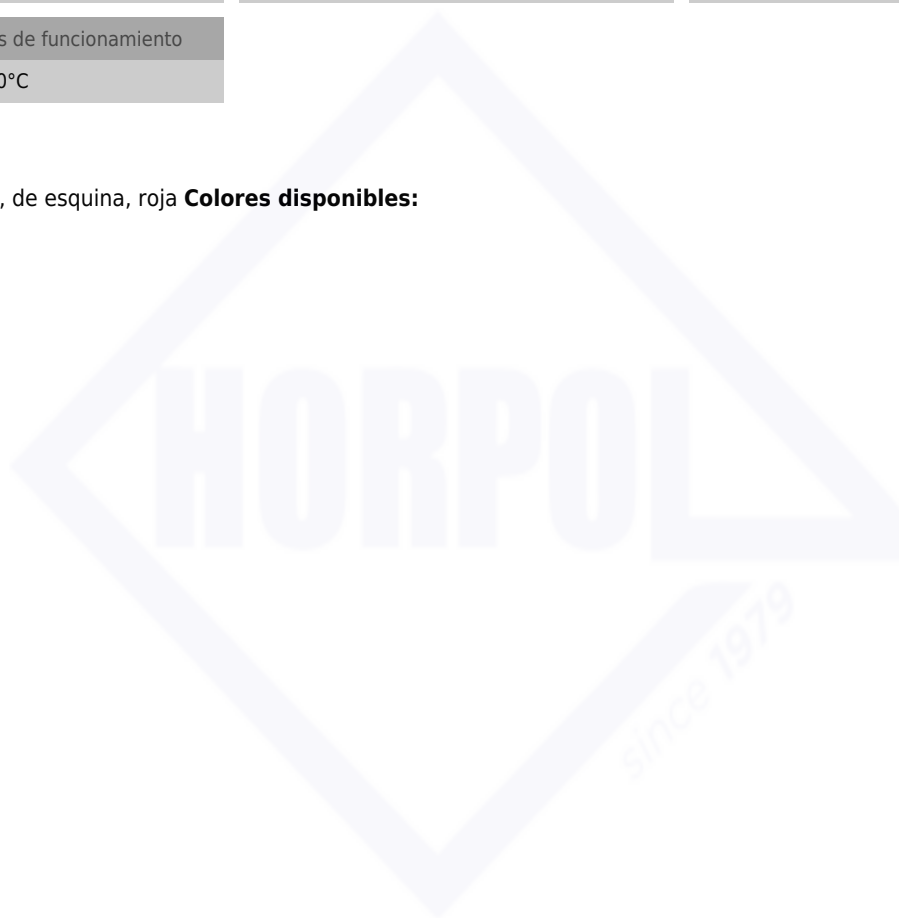 s de funcionamiento
0°C
, de esquina, roja Colores disponibles:
HORPOL
since 1979